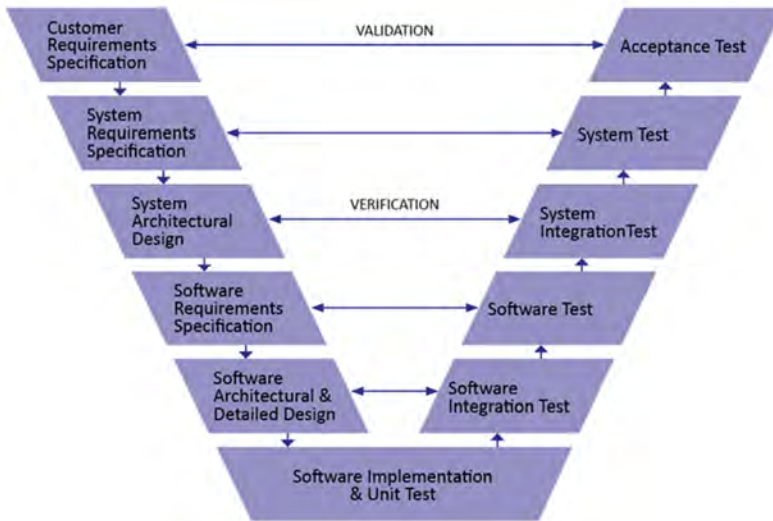 Customer
Requirements
Specification
VALIDATION
Acceptance Test
System
Requirements
Specification
System Test
System
Architectural
Design
VERIFICATION
System
IntegrationTest
Software
Requirements
Specification
Software Test
Software
Architectural &
Detailed Design
Software
Integration Test
Software Implementation
& Unit Test